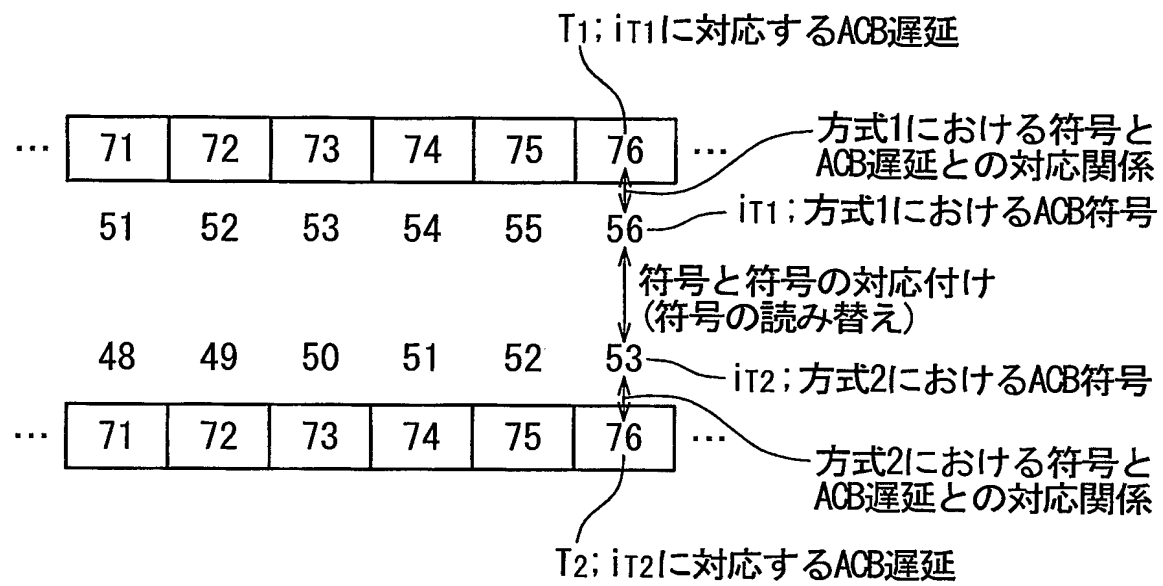 T1;iT1に対応するACB遅延
… 71 72 73 74 75 76 …
方式1における符号と
ACB遅延との対応関係
51 52 53 54 55 56
iT1;方式1におけるACB符号
符号と符号の対応付け
(符号の読み替え)
48 49 50 51 52 53
iT2;方式2におけるACB符号
… 71 72 73 74 75 76 …
方式2における符号と
ACB遅延との対応関係
T2;iT2に対応するACB遅延